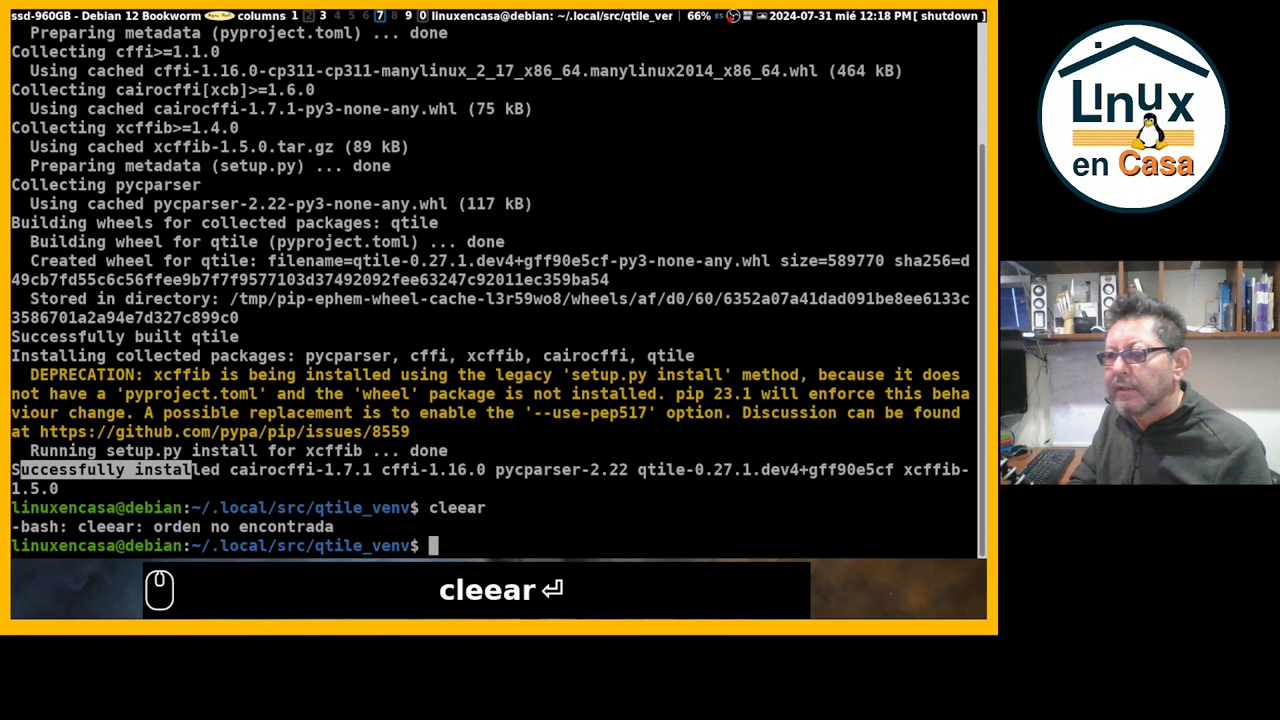 ssd-960GB - Debian 12 Bookworm columns 1 2 3 4 5 6 7 8 9 0 linuxencasa@debian: ~/.local/src/qtile_ver 66% ES 2024-07-31 mié 12:18 PM[ shutdown ]
Preparing metadata (pyproject.toml) ... done
Collecting cffi>=1.1.0
Using cached cffi-1.16.0-cp311-cp311-manylinux_2_17_x86_64.manylinux2014_x86_64.whl (464 kB)
Collecting cairocffi[xcb]>=1.6.0
Using cached cairocffi-1.7.1-py3-none-any.whl (75 kB)
Collecting xcffib>=1.4.0
Using cached xcffib-1.5.0.tar.gz (89 kB)
Preparing metadata (setup.py) ... done
Collecting pycparser
Using cached pycparser-2.22-py3-none-any.whl (117 kB)
Building wheels for collected packages: qtile
Building wheel for qtile (pyproject.toml) ... done
Created wheel for qtile: filename=qtile-0.27.1.dev4+gff90e5cf-py3-none-any.whl size=589770 sha256=d
49cb7fd55c6c56ffee9b7f7f9577103d37492092fee63247c92011ec359ba54
Stored in directory: /tmp/pip-ephem-wheel-cache-l3r59wo8/wheels/af/d0/60/6352a07a41dad091be8ee6133c
3586701a2a94e7d327c899c0
Successfully built qtile
Installing collected packages: pycparser, cffi, xcffib, cairocffi, qtile
DEPRECATION: xcffib is being installed using the legacy 'setup.py install' method, because it does
not have a 'pyproject.toml' and the 'wheel' package is not installed. pip 23.1 will enforce this beha
viour change. A possible replacement is to enable the '--use-pep517' option. Discussion can be found
at https://github.com/pypa/pip/issues/8559
Running setup.py install for xcffib ... done
Successfully installed cairocffi-1.7.1 cffi-1.16.0 pycparser-2.22 qtile-0.27.1.dev4+gff90e5cf xcffib-
1.5.0
linuxencasa@debian:~/.local/src/qtile_venv$ cleear
-bash: cleear: orden no encontrada
linuxencasa@debian:~/.local/src/qtile_venv$
cleear⏎
Linux
en Casa